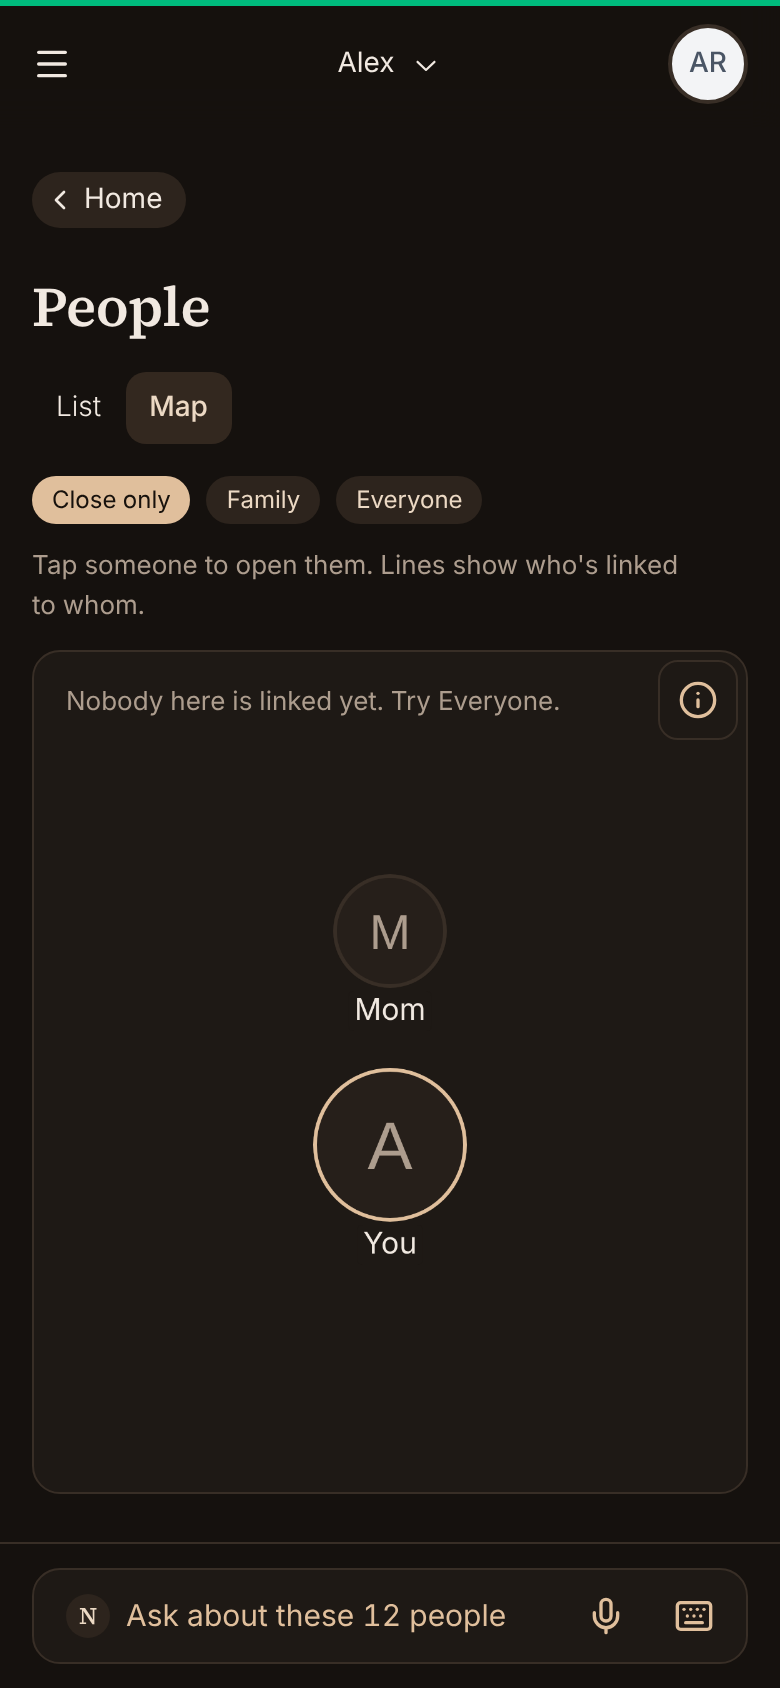 Alex
AR
Home
People
List
Map
Close only
Family
Everyone
Tap someone to open them. Lines show who's linked
to whom.
Nobody here is linked yet. Try Everyone.
M
Mom
A
You
N
Ask about these 12 people